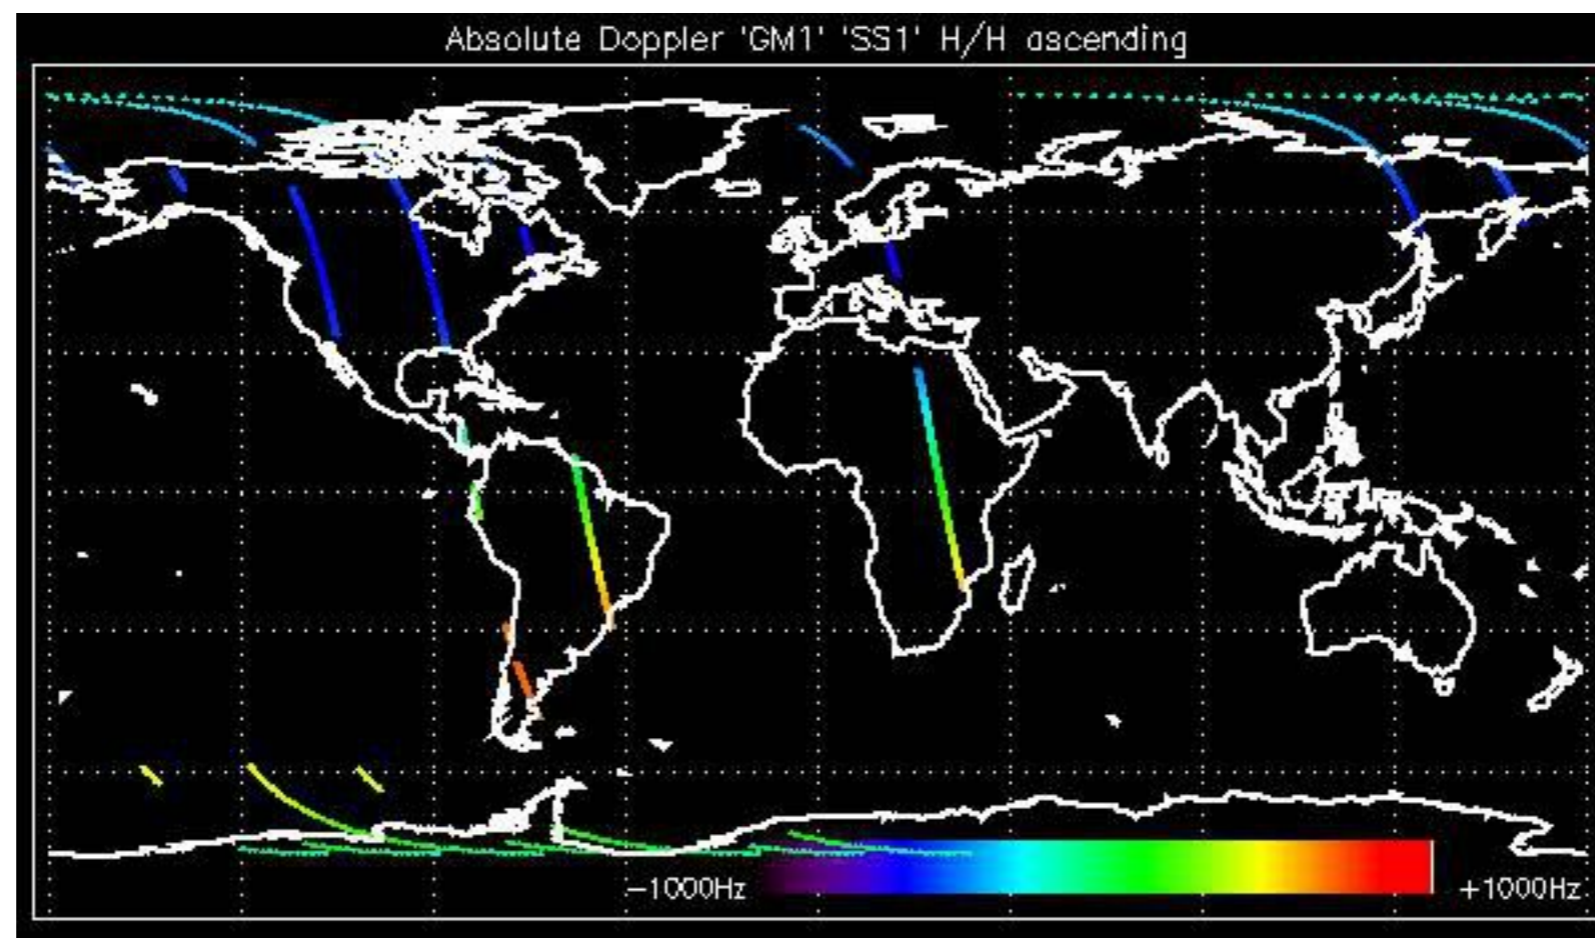 Absolute Doppler 'GM1' 'SS1' H/H ascending
−1000Hz
+1000Hz